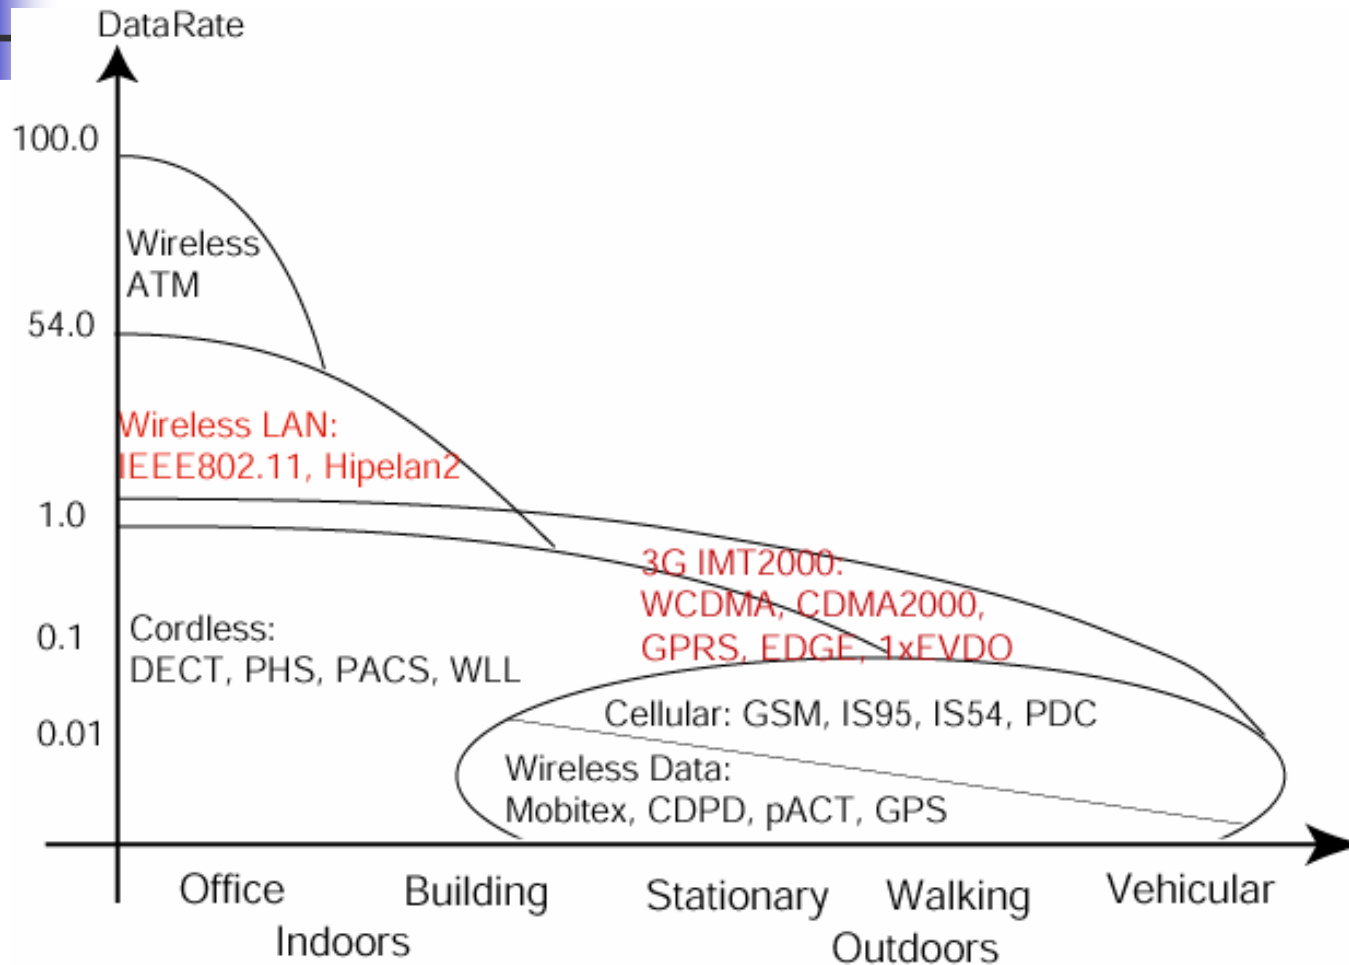 DataRate
100.0
Wireless
ATM
54.0
Wireless LAN:
IEEE802.11, Hipelan2
1.0
3G IMT2000:
WCDMA, CDMA2000,
GPRS, EDGE, 1xEVDO
0.1
Cordless:
DECT, PHS, PACS, WLL
Cellular: GSM, IS95, IS54, PDC
0.01
Wireless Data:
Mobitex, CDPD, pACT, GPS
Office Building Stationary Walking Vehicular
Indoors Outdoors